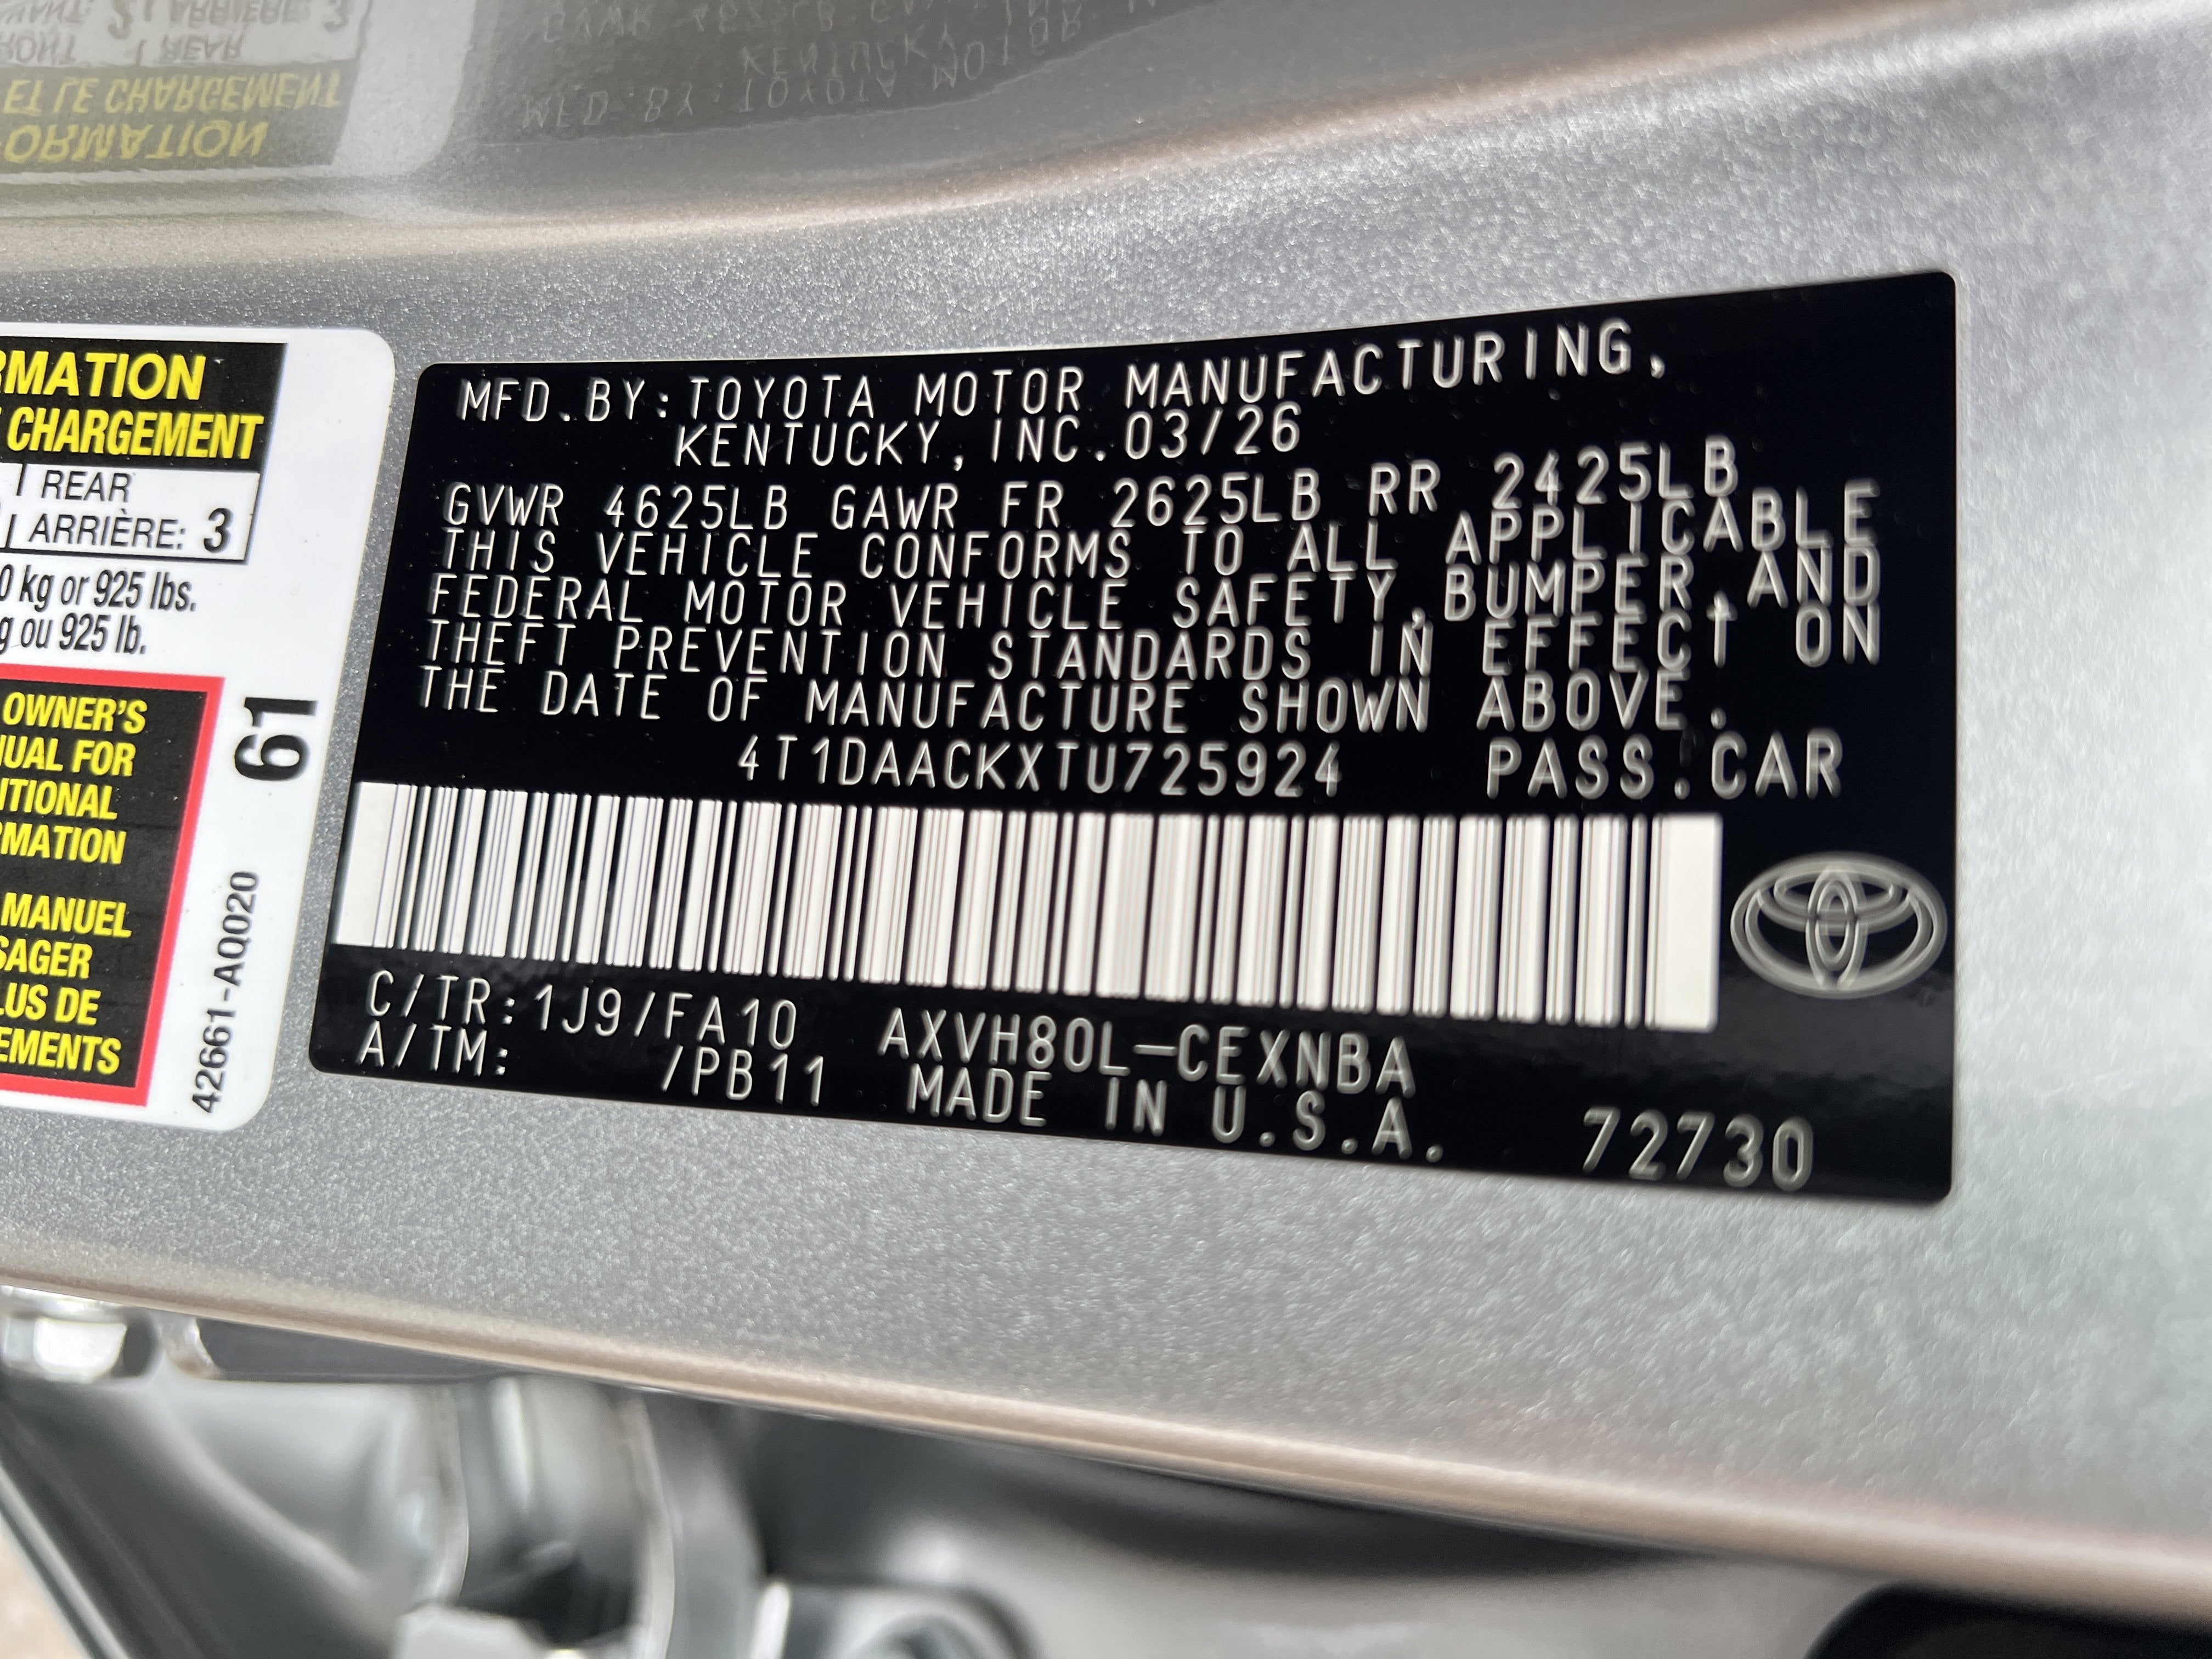 RMATION
CHARGEMENT
REAR
ARRIÈRE: 3
0 kg or 925 lbs.
g ou 925 lb.
OWNER'S
UAL FOR
ITIONAL
RMATION
MANUEL
SAGER
LUS DE
EMENTS
61
42661-AQ020
MFD.BY:TOYOTA MOTOR MANUFACTURING,
KENTUCKY, INC.03/26
GVWR 4625LB GAWR FR 2625LB RR 2425LB
THIS VEHICLE CONFORMS TO ALL APPLICABLE
FEDERAL MOTOR VEHICLE SAFETY,BUMPER,AND
THEFT PREVENTION STANDARDS IN EFFECT ON
THE DATE OF MANUFACTURE SHOWN ABOVE.
4T1DAACKXTU725924 PASS.CAR
C/TR:1J9/FA10 AXVH80L-CEXNBA
A/TM: /PB11 MADE IN U.S.A. 72730